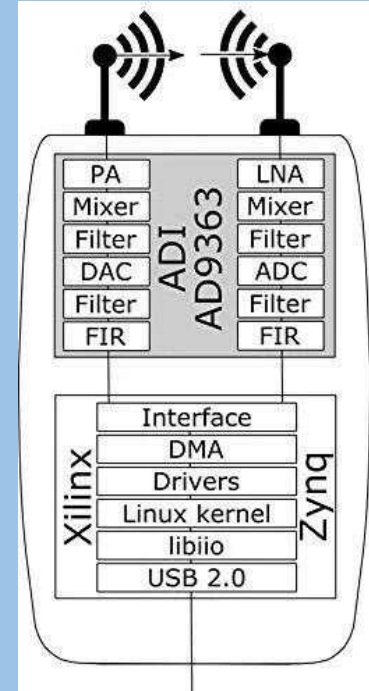 PA
Mixer
Filter
DAC
Filter
FIR
ADI
AD9363
LNA
Mixer
Filter
ADC
Filter
FIR
Xilinx
Interface
DMA
Drivers
Linux kernel
libiio
USB 2.0
Zynq